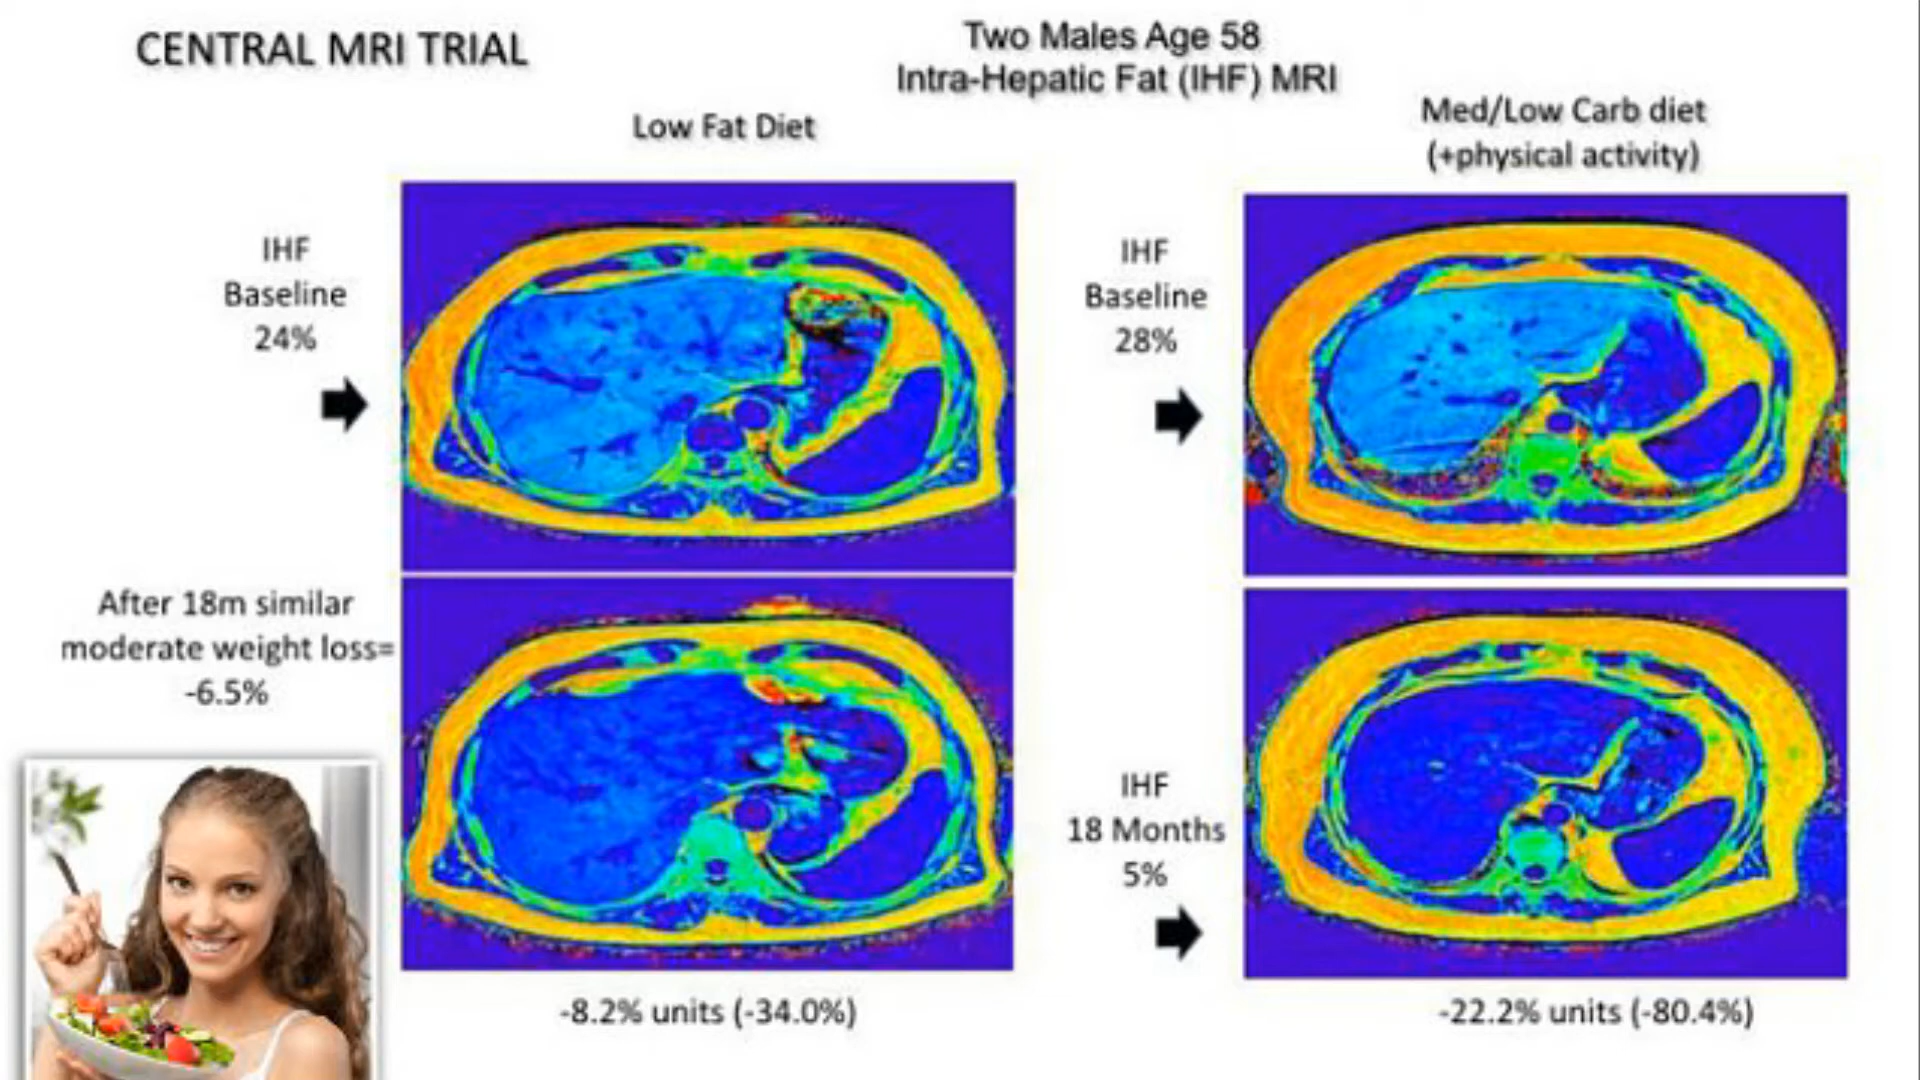 CENTRAL MRI TRIAL
Two Males Age 58
Intra-Hepatic Fat (IHF) MRI
Low Fat Diet
Med/Low Carb diet
(+physical activity)
IHF
Baseline
24%
IHF
Baseline
28%
After 18m similar
moderate weight loss=
-6.5%
IHF
18 Months
5%
-8.2% units (-34.0%)
-22.2% units (-80.4%)